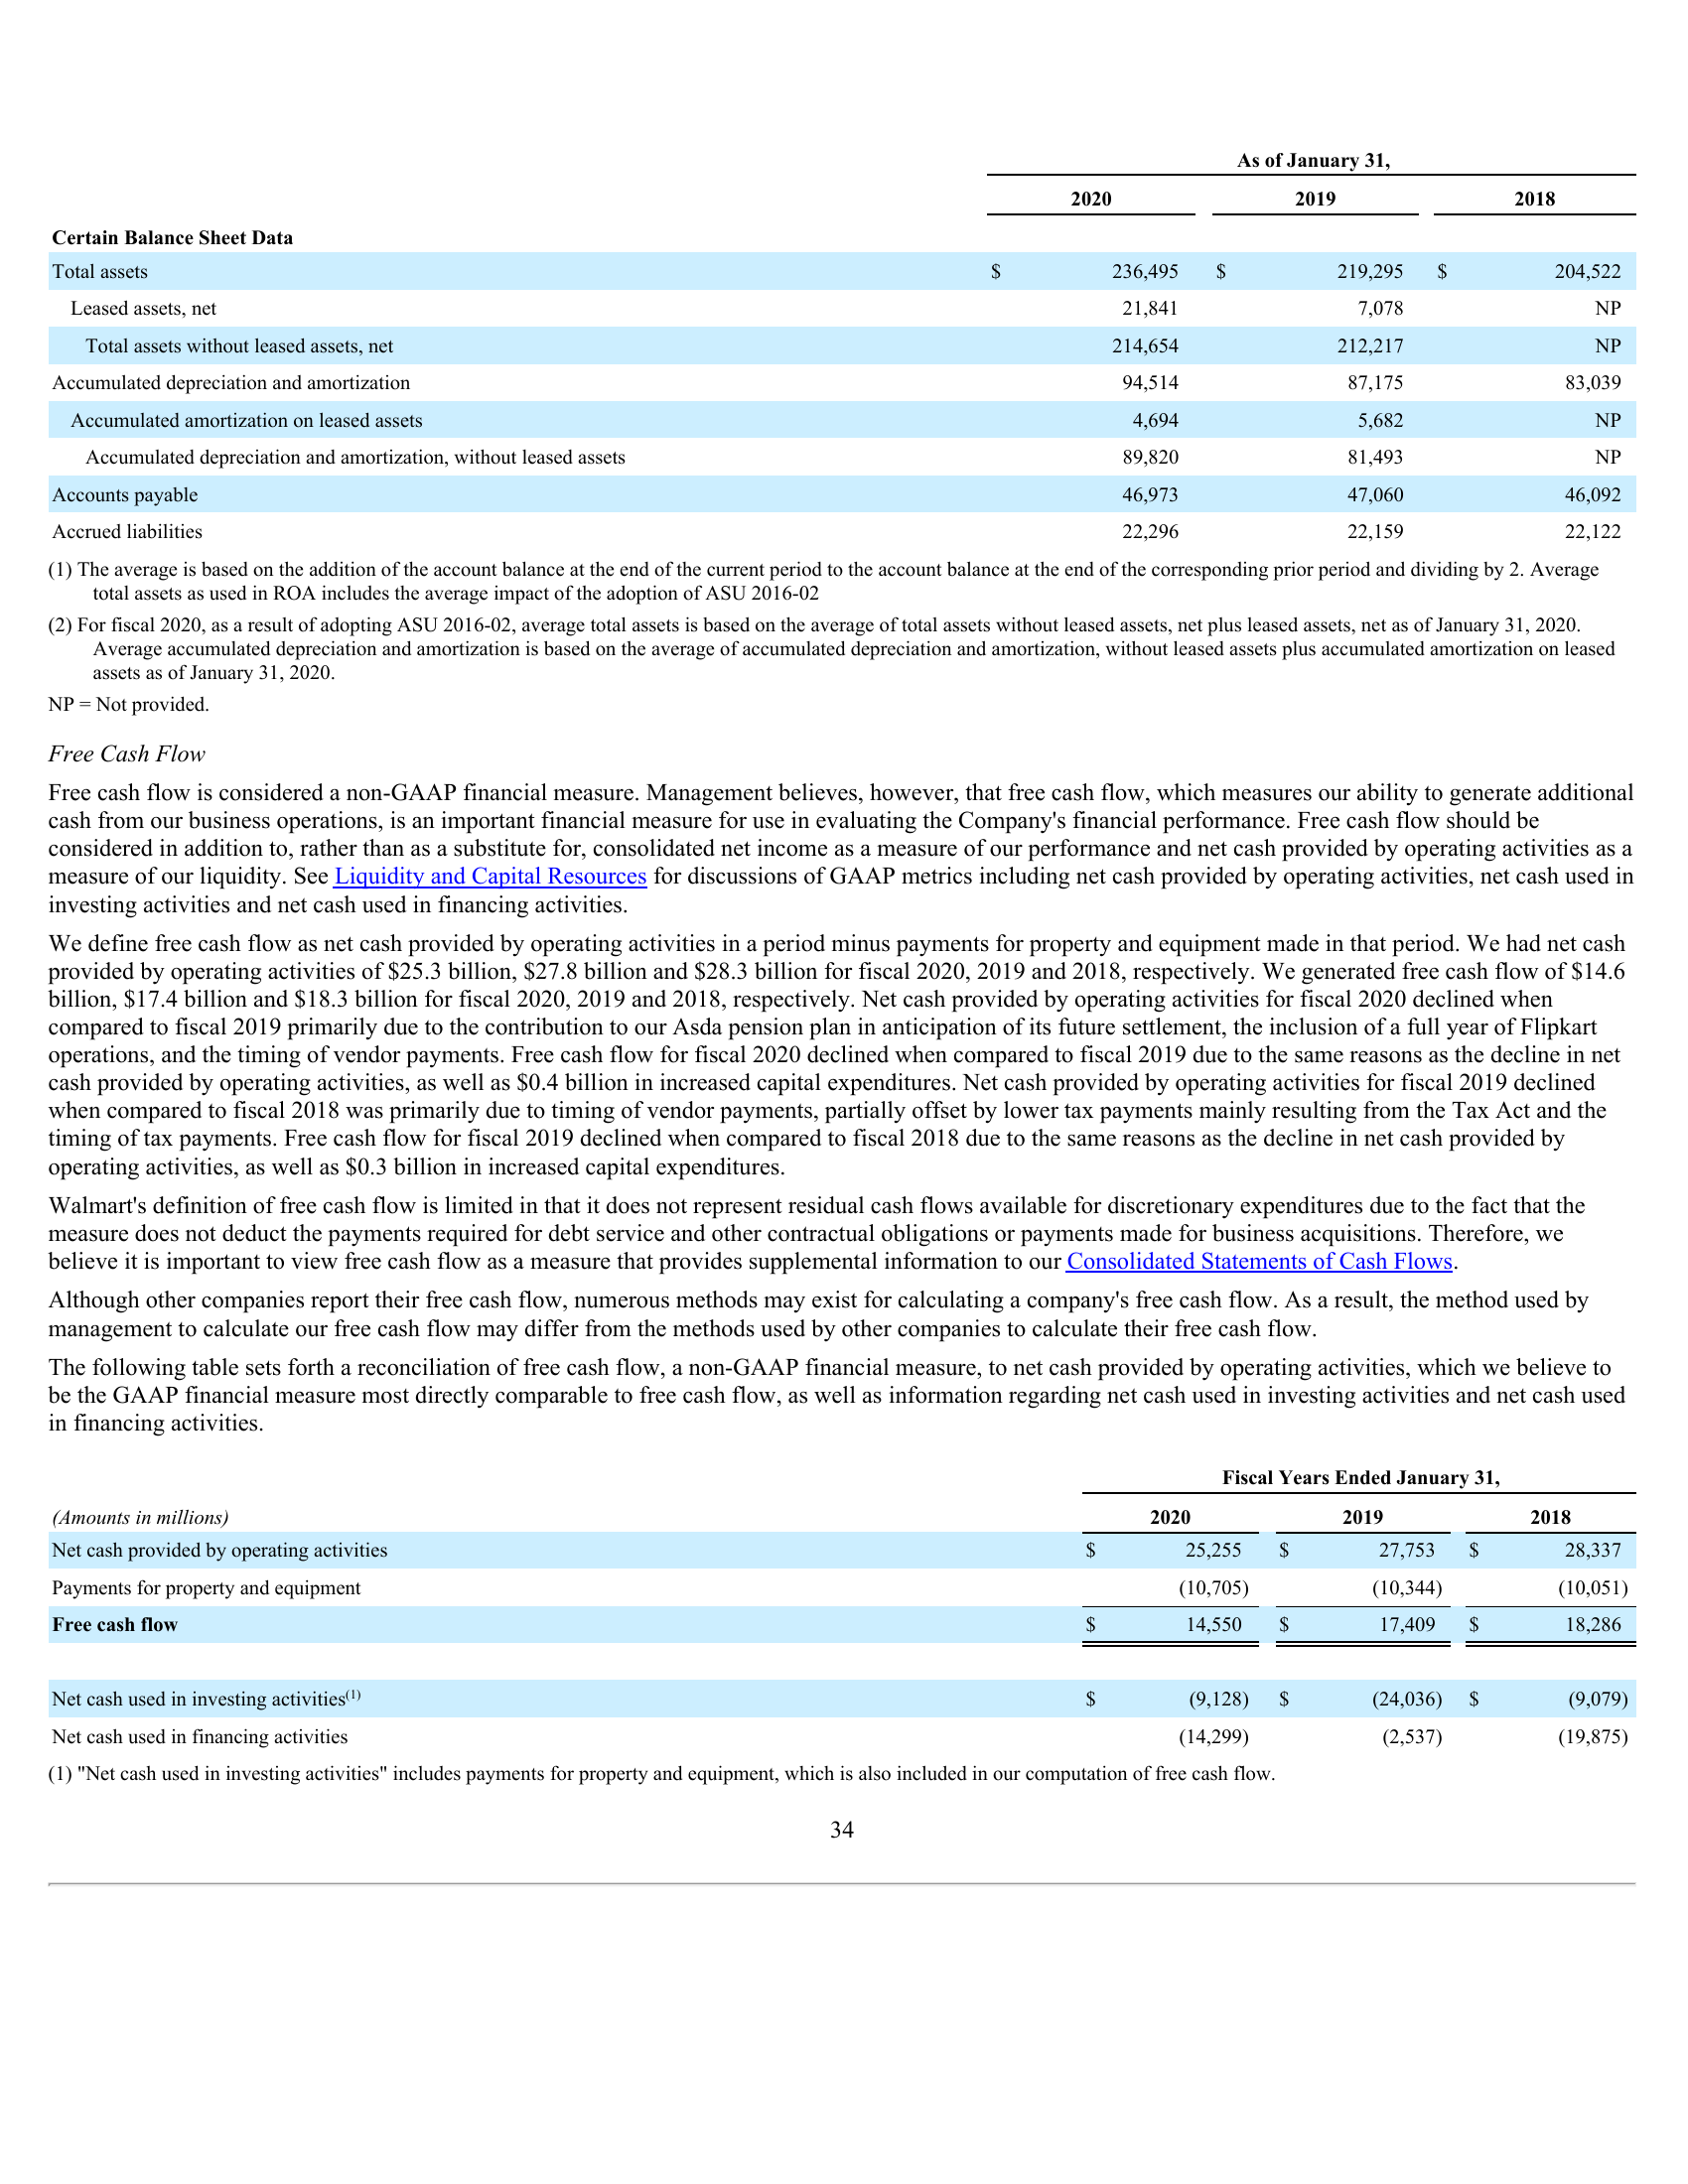 As of January 31,
2020 2019 2018
Certain Balance Sheet Data
Total assets $ 236,495 $ 219,295 $ 204,522
Leased assets, net 21,841 7,078 NP
Total assets without leased assets, net 214,654 212,217 NP
Accumulated depreciation and amortization 94,514 87,175 83,039
Accumulated amortization on leased assets 4,694 5,682 NP
Accumulated depreciation and amortization, without leased assets 89,820 81,493 NP
Accounts payable 46,973 47,060 46,092
Accrued liabilities 22,296 22,159 22,122
(1) The average is based on the addition of the account balance at the end of the current period to the account balance at the end of the corresponding prior period and dividing by 2. Average
total assets as used in ROA includes the average impact of the adoption of ASU 2016-02
(2) For fiscal 2020, as a result of adopting ASU 2016-02, average total assets is based on the average of total assets without leased assets, net plus leased assets, net as of January 31, 2020.
Average accumulated depreciation and amortization is based on the average of accumulated depreciation and amortization, without leased assets plus accumulated amortization on leased
assets as of January 31, 2020.
NP = Not provided.
Free Cash Flow
Free cash flow is considered a non-GAAP financial measure. Management believes, however, that free cash flow, which measures our ability to generate additional
cash from our business operations, is an important financial measure for use in evaluating the Company's financial performance. Free cash flow should be
considered in addition to, rather than as a substitute for, consolidated net income as a measure of our performance and net cash provided by operating activities as a
measure of our liquidity. See Liquidity and Capital Resources for discussions of GAAP metrics including net cash provided by operating activities, net cash used in
investing activities and net cash used in financing activities.
We define free cash flow as net cash provided by operating activities in a period minus payments for property and equipment made in that period. We had net cash
provided by operating activities of $25.3 billion, $27.8 billion and $28.3 billion for fiscal 2020, 2019 and 2018, respectively. We generated free cash flow of $14.6
billion, $17.4 billion and $18.3 billion for fiscal 2020, 2019 and 2018, respectively. Net cash provided by operating activities for fiscal 2020 declined when
compared to fiscal 2019 primarily due to the contribution to our Asda pension plan in anticipation of its future settlement, the inclusion of a full year of Flipkart
operations, and the timing of vendor payments. Free cash flow for fiscal 2020 declined when compared to fiscal 2019 due to the same reasons as the decline in net
cash provided by operating activities, as well as $0.4 billion in increased capital expenditures. Net cash provided by operating activities for fiscal 2019 declined
when compared to fiscal 2018 was primarily due to timing of vendor payments, partially offset by lower tax payments mainly resulting from the Tax Act and the
timing of tax payments. Free cash flow for fiscal 2019 declined when compared to fiscal 2018 due to the same reasons as the decline in net cash provided by
operating activities, as well as $0.3 billion in increased capital expenditures.
Walmart's definition of free cash flow is limited in that it does not represent residual cash flows available for discretionary expenditures due to the fact that the
measure does not deduct the payments required for debt service and other contractual obligations or payments made for business acquisitions. Therefore, we
believe it is important to view free cash flow as a measure that provides supplemental information to our Consolidated Statements of Cash Flows.
Although other companies report their free cash flow, numerous methods may exist for calculating a company's free cash flow. As a result, the method used by
management to calculate our free cash flow may differ from the methods used by other companies to calculate their free cash flow.
The following table sets forth a reconciliation of free cash flow, a non-GAAP financial measure, to net cash provided by operating activities, which we believe to
be the GAAP financial measure most directly comparable to free cash flow, as well as information regarding net cash used in investing activities and net cash used
in financing activities.
Fiscal Years Ended January 31,
(Amounts in millions) 2020 2019 2018
Net cash provided by operating activities $ 25,255 $ 27,753 $ 28,337
Payments for property and equipment (10,705) (10,344) (10,051)
Free cash flow $ 14,550 $ 17,409 $ 18,286
Net cash used in investing activities(1) $ (9,128) $ (24,036) $ (9,079)
Net cash used in financing activities (14,299) (2,537) (19,875)
(1) "Net cash used in investing activities" includes payments for property and equipment, which is also included in our computation of free cash flow.
34